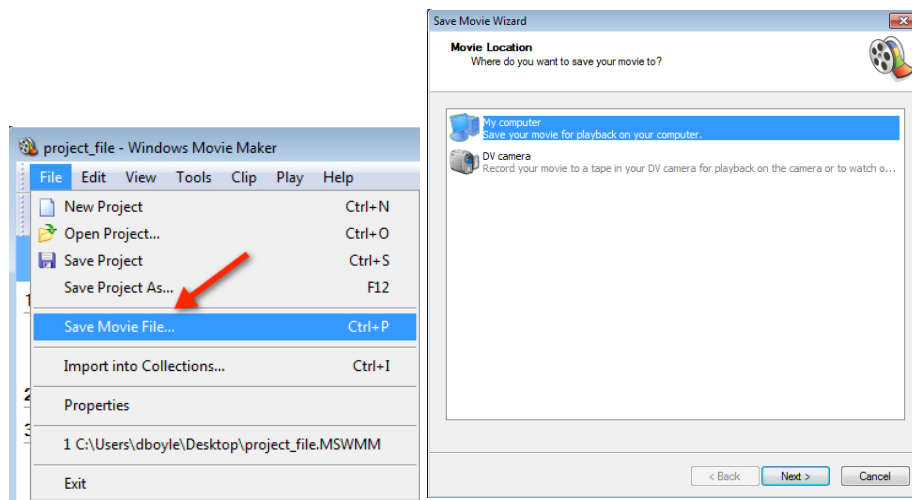 project_file - Windows Movie Maker
File Edit View Tools Clip Play Help
New Project Ctrl+N
Open Project... Ctrl+O
Save Project Ctrl+S
Save Project As... F12
1
Save Movie File... Ctrl+P
Import into Collections... Ctrl+I
2
Properties
3
1 C:\Users\dboyle\Desktop\project_file.MSWMM
Exit
Save Movie Wizard
Movie Location
Where do you want to save your movie to?
My computer
Save your movie for playback on your computer.
DV camera
Record your movie to a tape in your DV camera for playback on the camera or to watch o...
< Back Next > Cancel